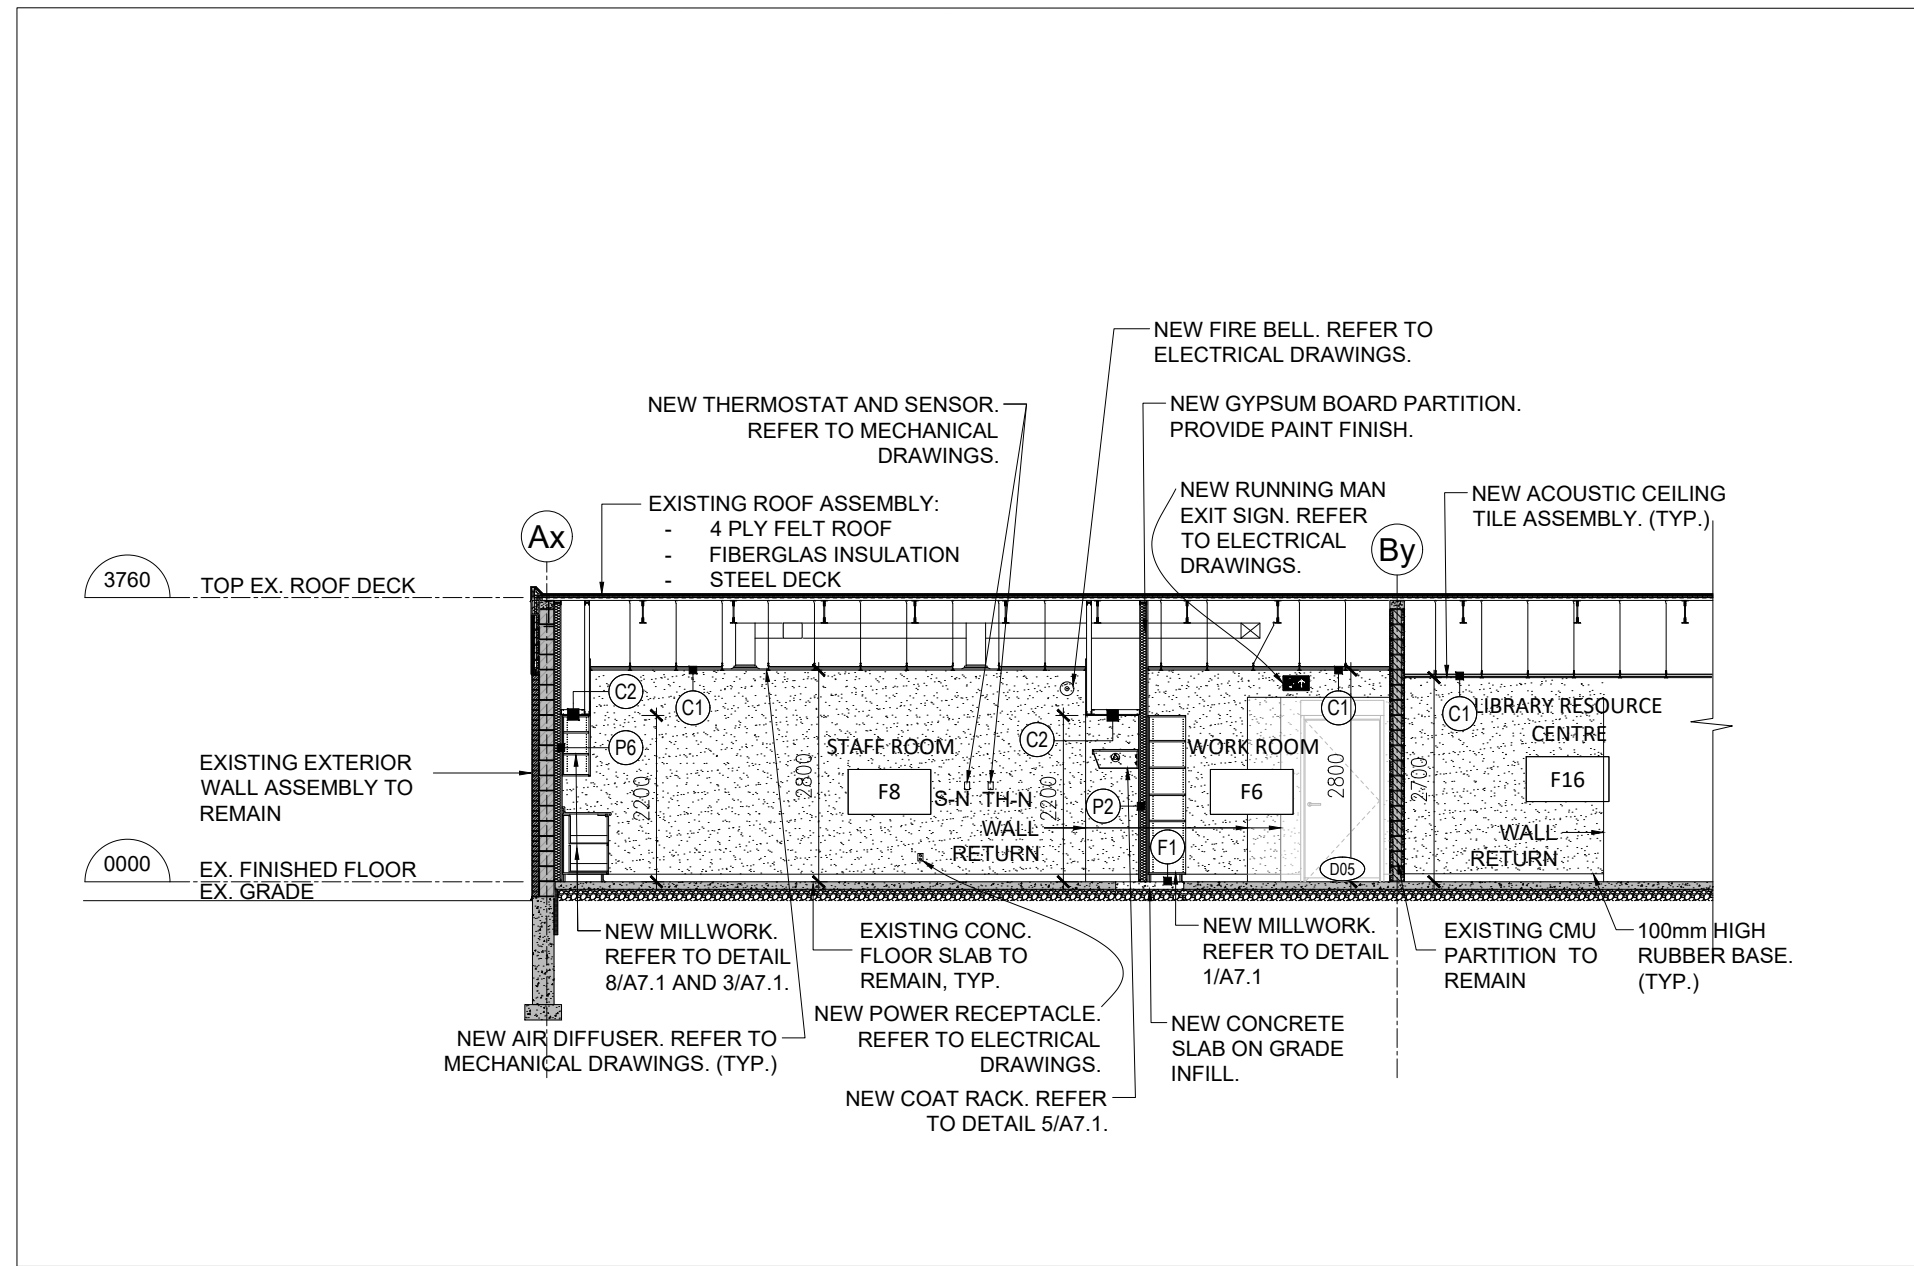 NEW FIRE BELL. REFER TO
ELECTRICAL DRAWINGS.
NEW THERMOSTAT AND SENSOR.
REFER TO MECHANICAL
DRAWINGS.
NEW GYPSUM BOARD PARTITION.
PROVIDE PAINT FINISH.
EXISTING ROOF ASSEMBLY:
- 4 PLY FELT ROOF
- FIBERGLAS INSULATION
- STEEL DECK
NEW RUNNING MAN
EXIT SIGN. REFER
TO ELECTRICAL
DRAWINGS.
NEW ACOUSTIC CEILING
TILE ASSEMBLY. (TYP.)
Ax
By
3760
TOP EX. ROOF DECK
C2
C1
C2
C1
C1
P6
STAFF ROOM
F8
S-N
TH-N
WALL
RETURN
2200
2800
2200
P2
F1
WORK ROOM
F6
2800
D05
2700
LIBRARY RESOURCE
CENTRE
F16
WALL
RETURN
EXISTING EXTERIOR
WALL ASSEMBLY TO
REMAIN
0000
EX. FINISHED FLOOR
EX. GRADE
NEW MILLWORK.
REFER TO DETAIL
8/A7.1 AND 3/A7.1.
EXISTING CONC.
FLOOR SLAB TO
REMAIN, TYP.
NEW MILLWORK.
REFER TO DETAIL
1/A7.1
EXISTING CMU
PARTITION TO
REMAIN
100mm HIGH
RUBBER BASE.
(TYP.)
NEW AIR DIFFUSER. REFER TO
MECHANICAL DRAWINGS. (TYP.)
NEW POWER RECEPTACLE.
REFER TO ELECTRICAL
DRAWINGS.
NEW CONCRETE
SLAB ON GRADE
INFILL.
NEW COAT RACK. REFER
TO DETAIL 5/A7.1.